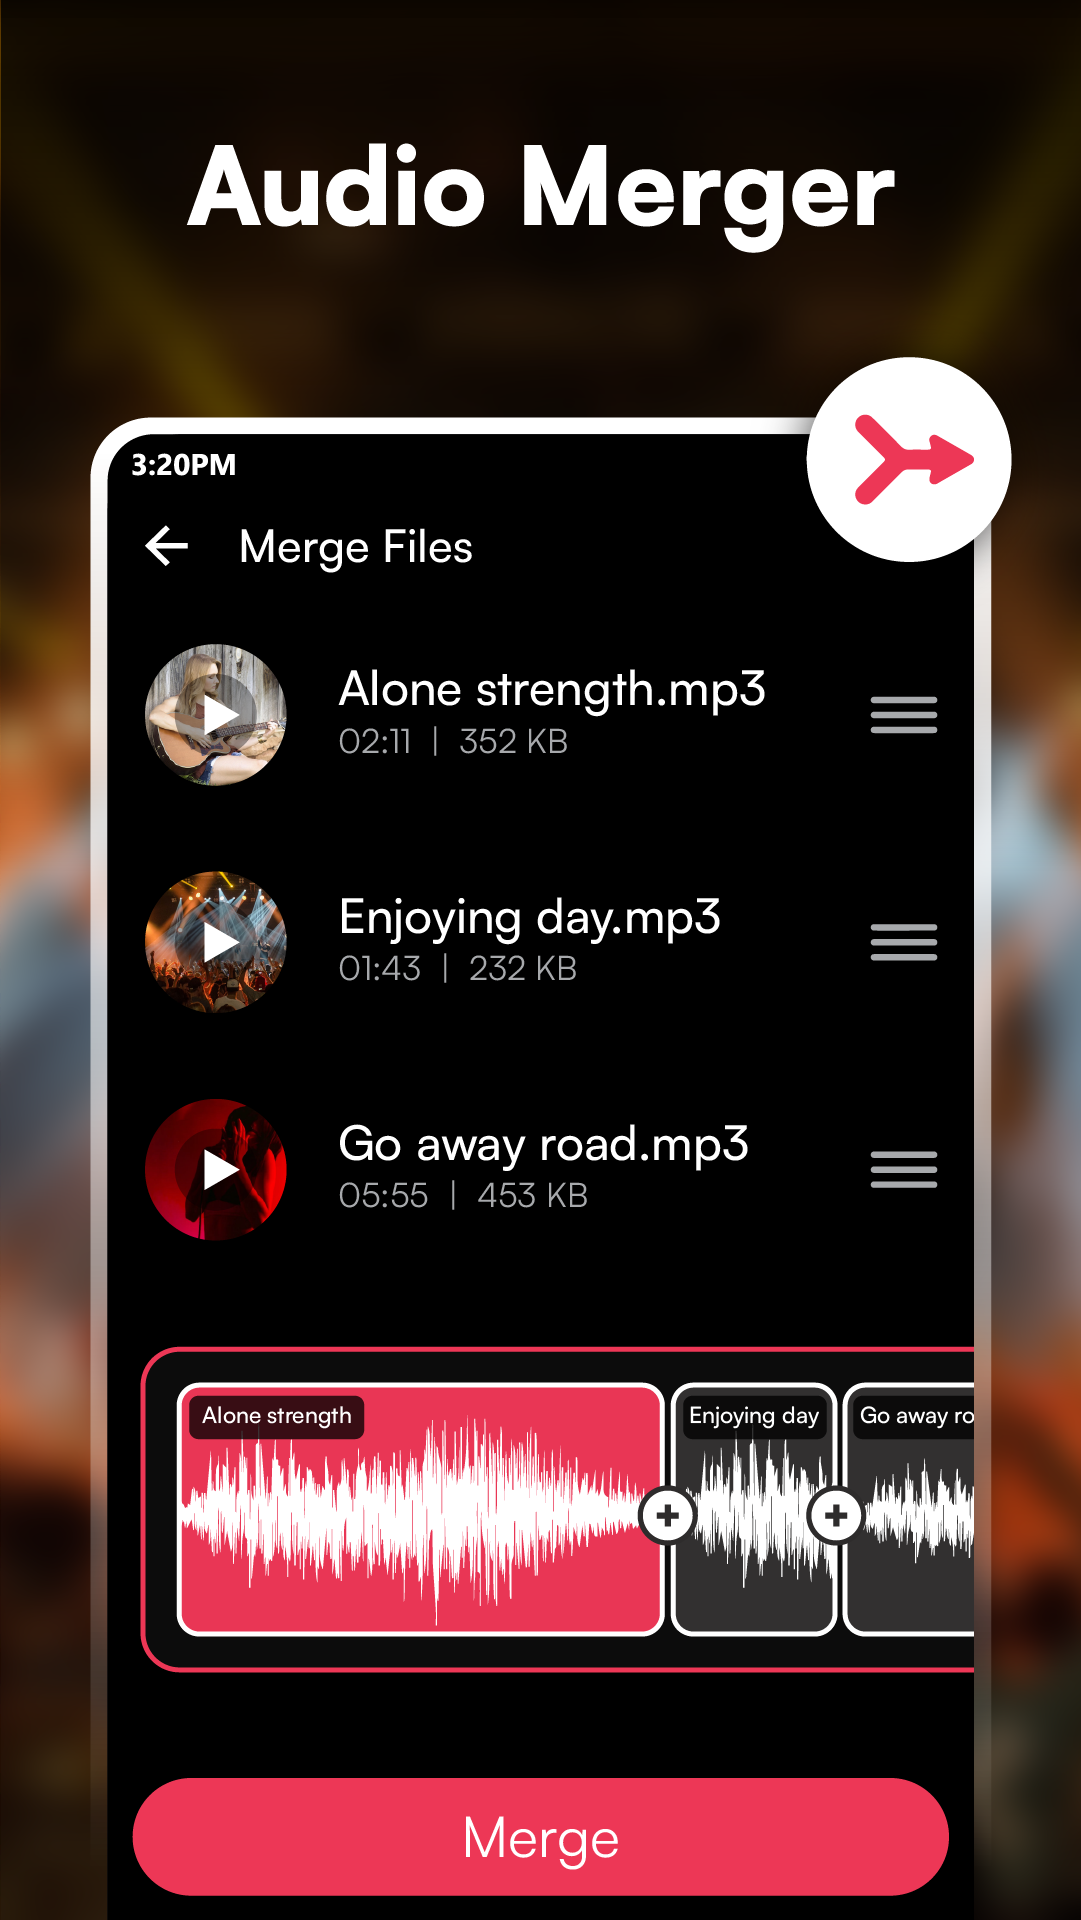 Audio Merger
3:20PM
Merge Files
Alone strength.mp3
02:11 | 352 KB
Enjoying day.mp3
01:43 | 232 KB
Go away road.mp3
05:55 | 453 KB
Alone strength
Enjoying day
Go away ro
Merge